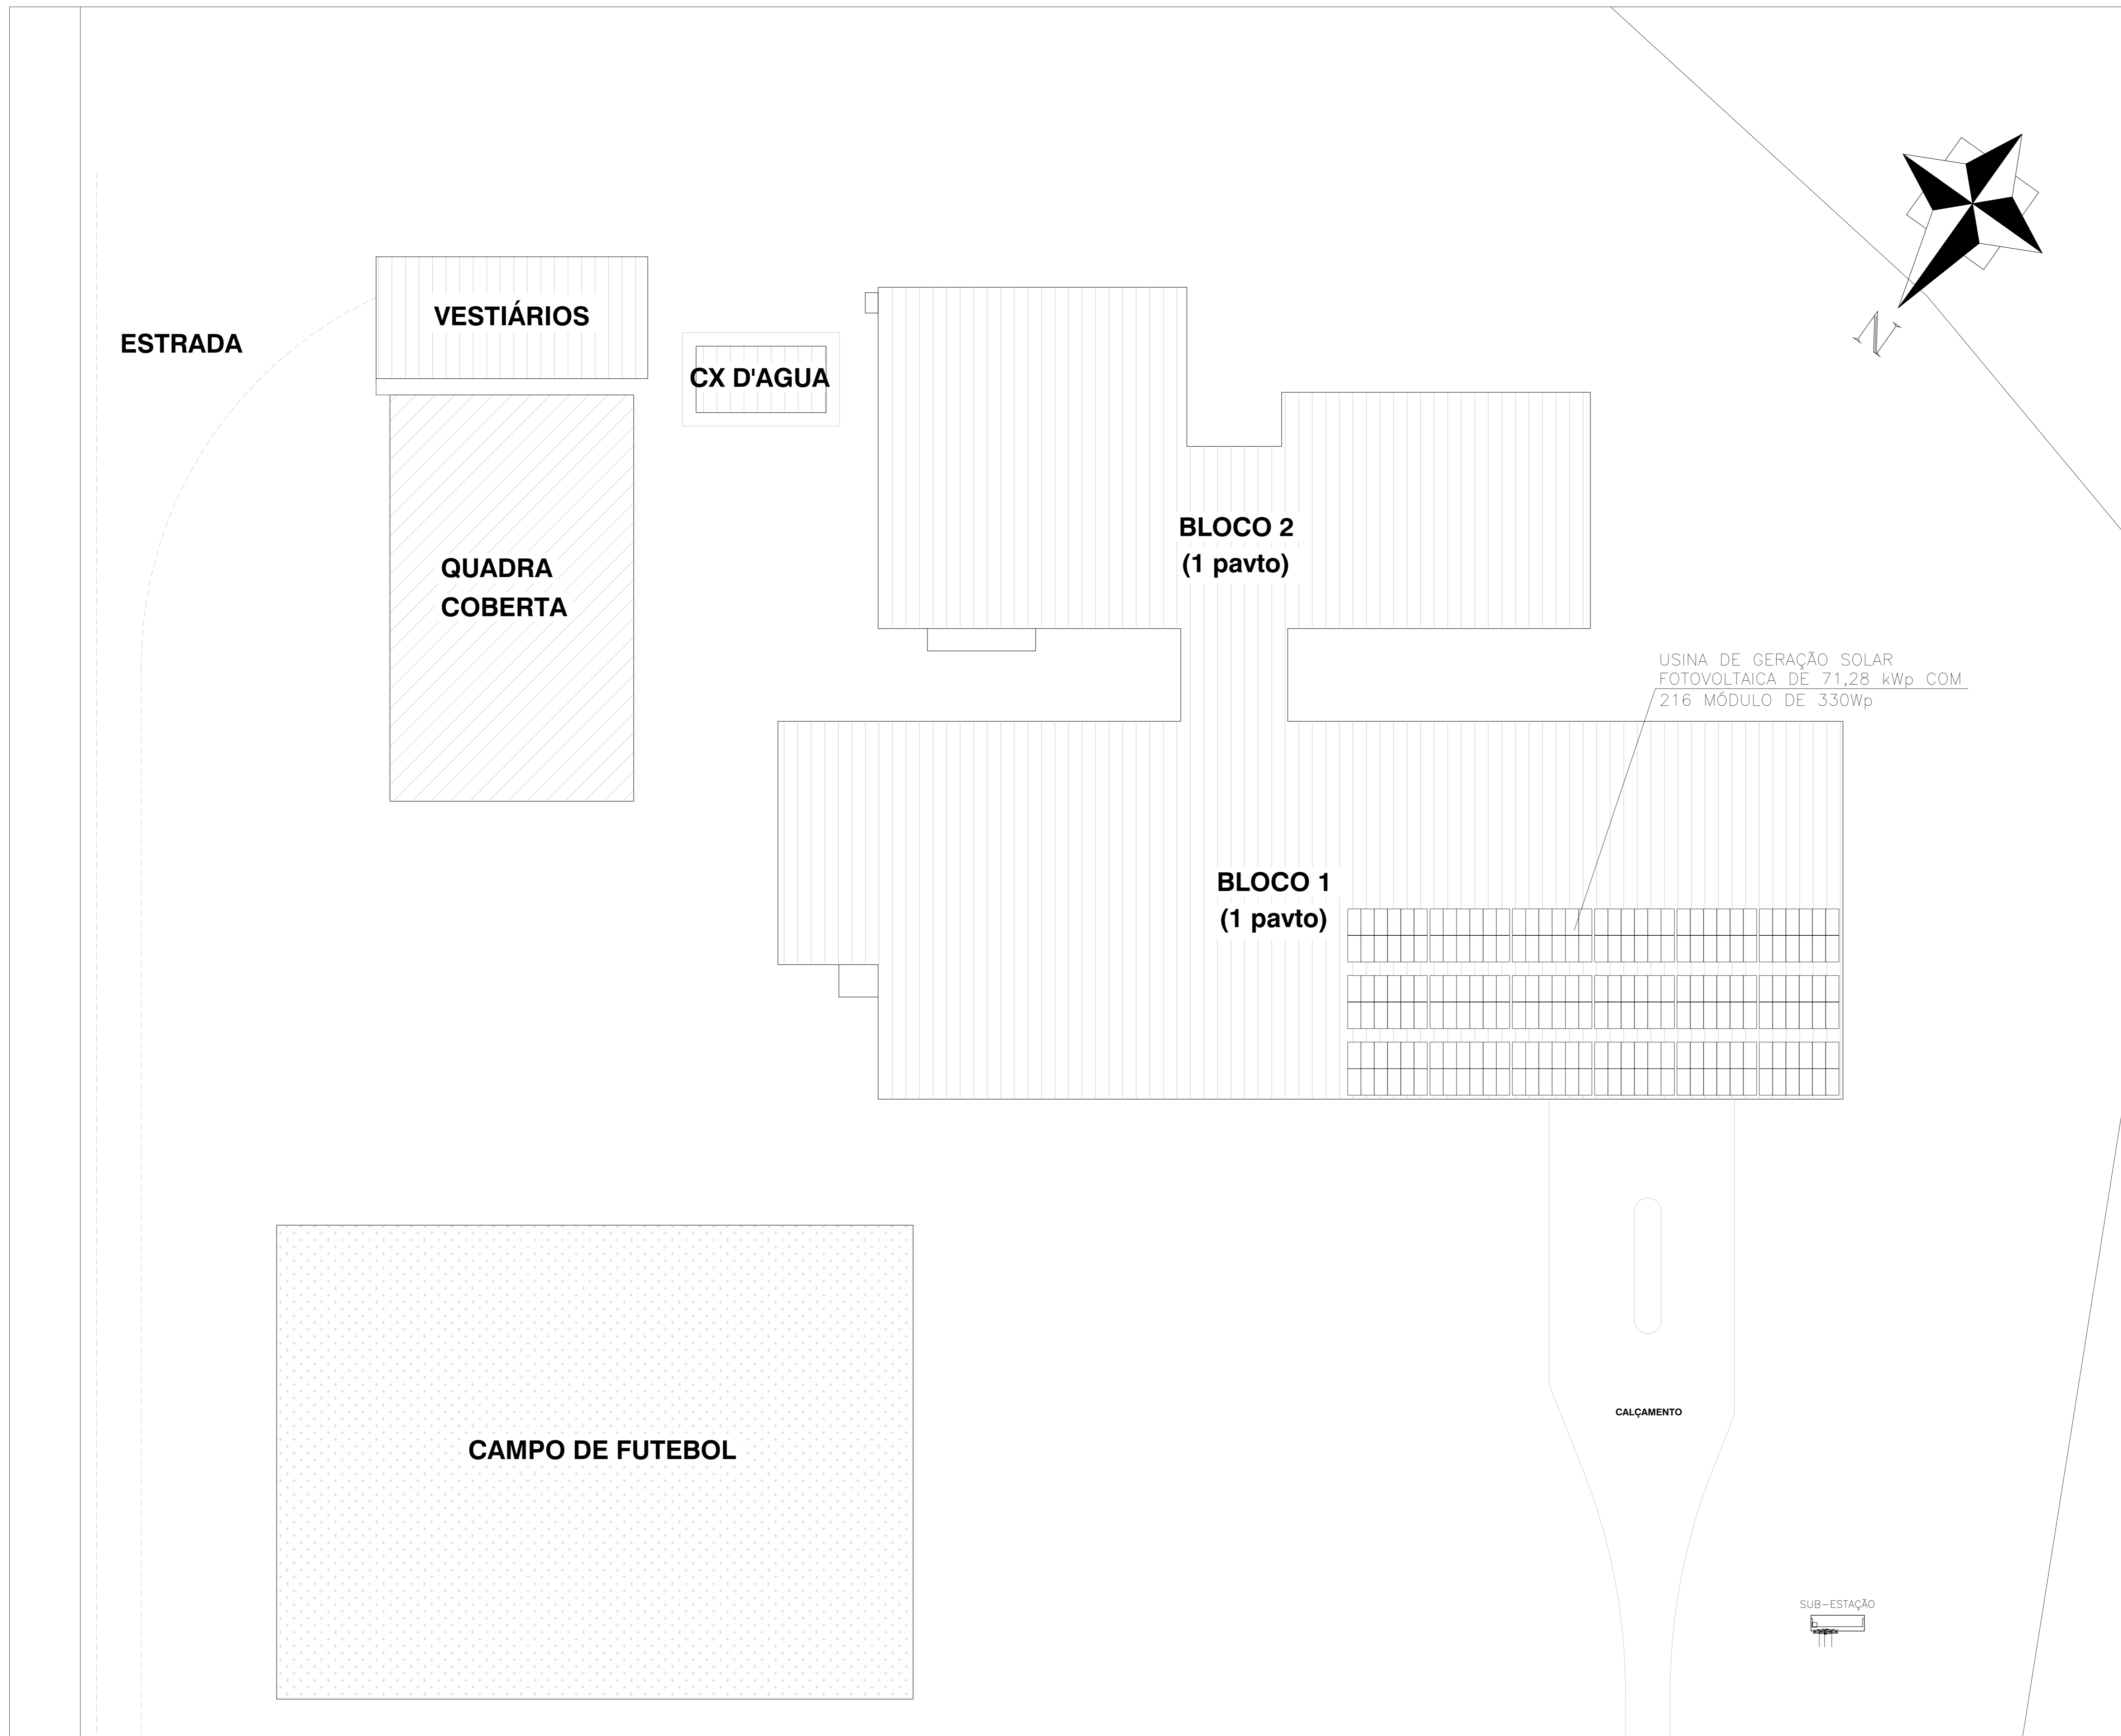 N
VESTIÁRIOS
ESTRADA
CX D'AGUA
BLOCO 2
(1 pavto)
QUADRA
COBERTA
USINA DE GERAÇÃO SOLAR
FOTOVOLTAICA DE 71,28 kWp COM
216 MÓDULO DE 330Wp
BLOCO 1
(1 pavto)
CALÇAMENTO
CAMPO DE FUTEBOL
SUB-ESTAÇÃO